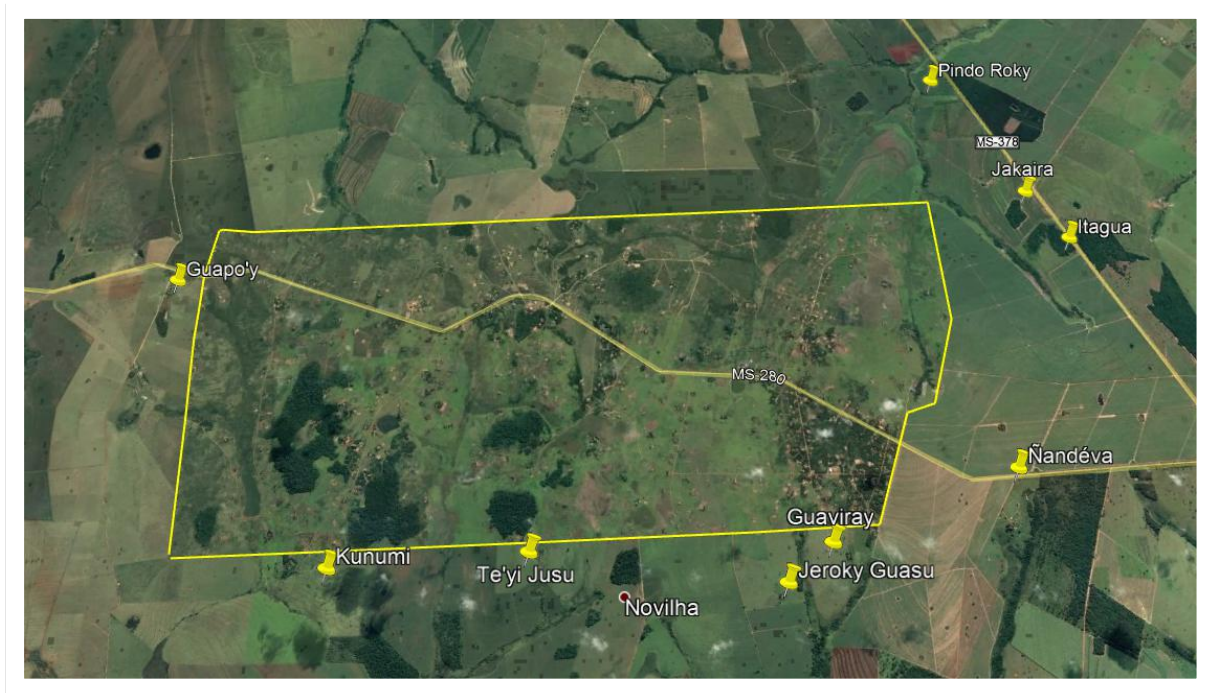 Pindo Roky
MS-378
Jakaira
Itagua
Guapo'y
MS-280
Ñandéva
Guaviray
Kunumi
Te'yi Jusu
Jeroky Guasu
Novilha